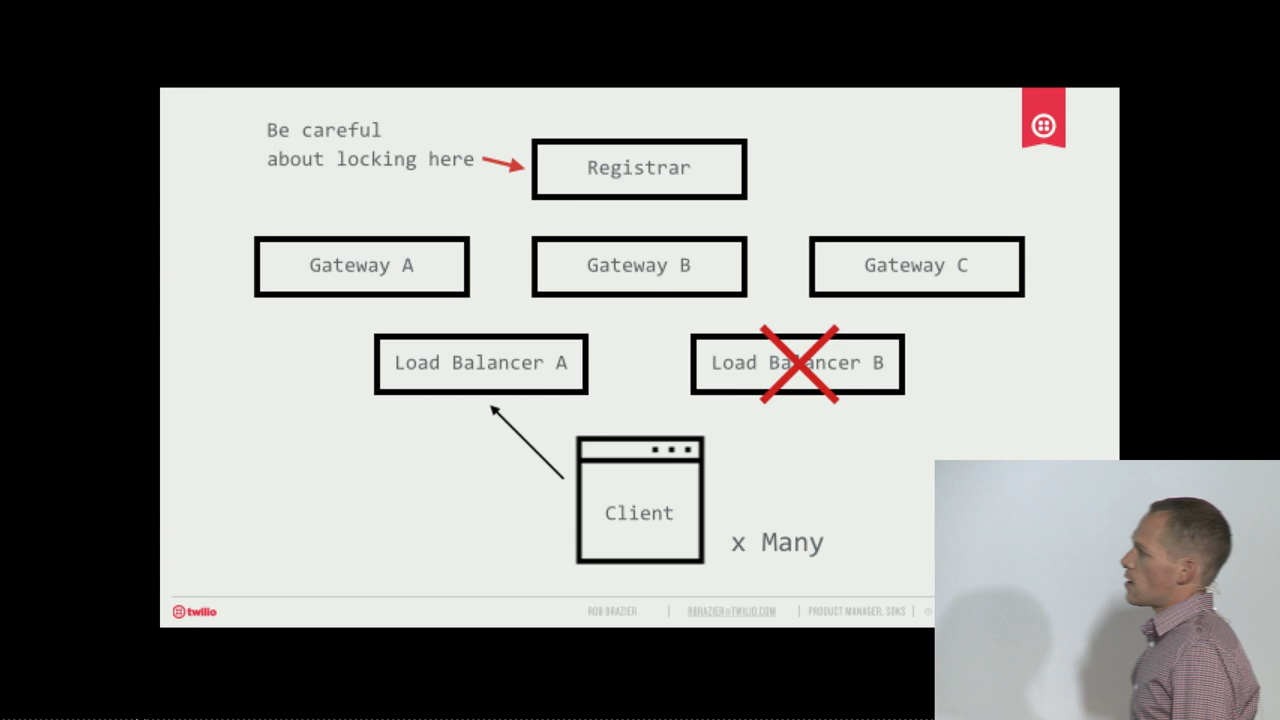 Be careful
about locking here
Registrar
Gateway A
Gateway B
Gateway C
Load Balancer A
Load Balancer B
Client
x Many
twilio
ROB BRAZIER | RBRAZIER@TWILIO.COM | PRODUCT MANAGER, SDKS |